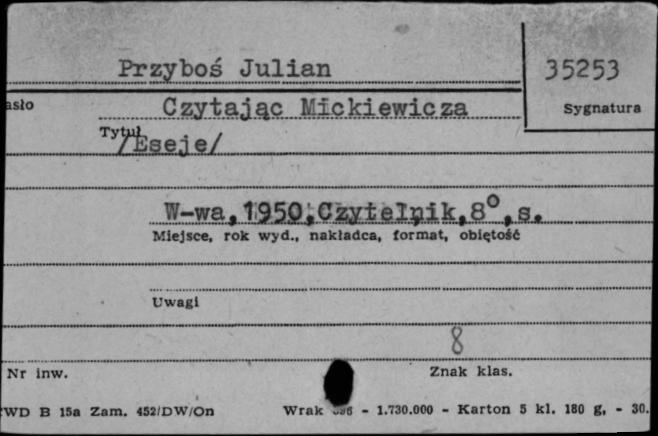 Przyboś Julian
35253
asło
Czytając Mickiewicza
Sygnatura
Tytuł
/Eseje/
W-wa,1950,Czytelnik,8°,s.
Miejsce, rok wyd., nakładca, format, obiętość
Uwagi
8
Nr inw.
Znak klas.
WD B 15a Zam. 452/DW/On
Wrak - 1.730.000 - Karton 5 kl. 180 g, - 30.